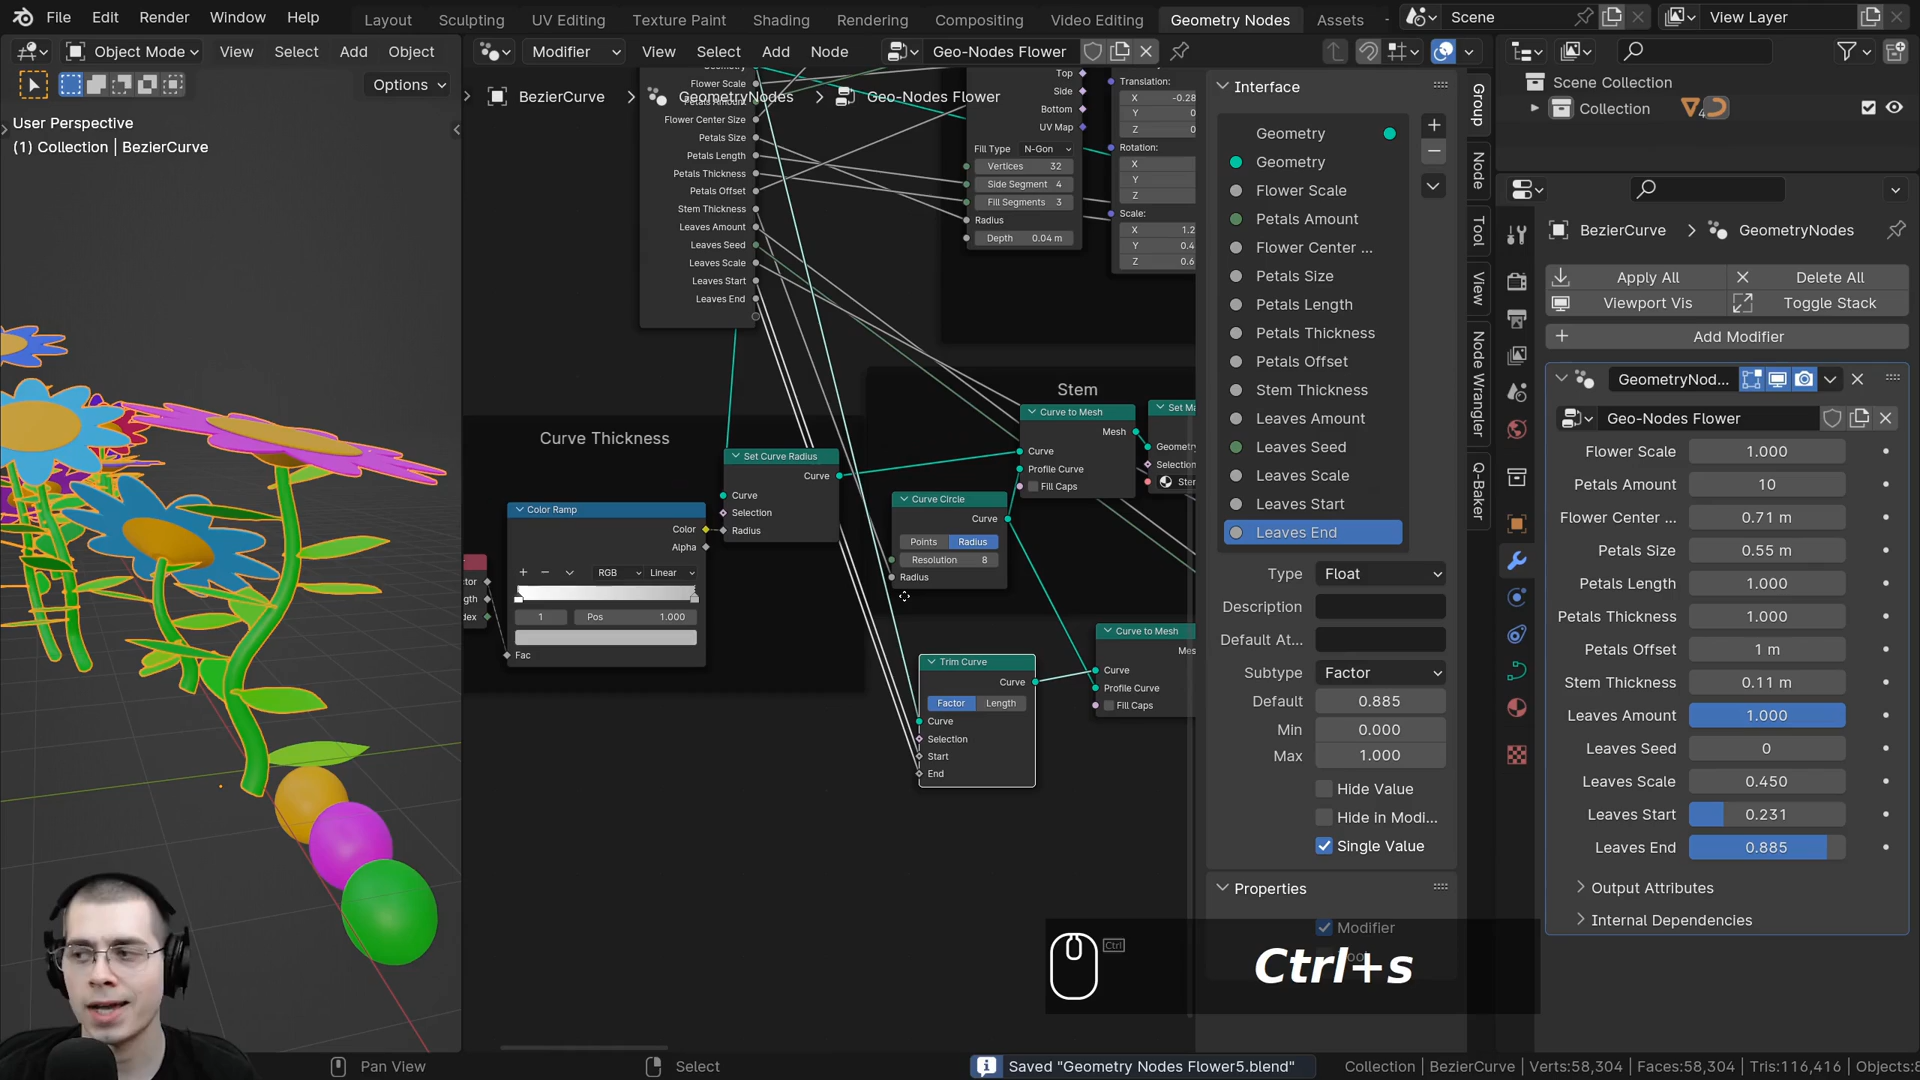 File Edit Render Window Help
Layout Sculpting UV Editing Texture Paint Shading Rendering Compositing Video Editing Geometry Nodes Assets
Scene
View Layer
Object Mode View Select Add Object
Modifier View Select Add Node
Geo-Nodes Flower
Options
User Perspective
(1) Collection | BezierCurve
BezierCurve GeometryNodes Geo-Nodes Flower
Flower Scale
Flower Center Size
Petals Size
Petals Length
Petals Thickness
Petals Offset
Stem Thickness
Leaves Amount
Leaves Seed
Leaves Scale
Leaves Start
Leaves End
Top
Side
Bottom
UV Map
Fill Type N-Gon
Vertices 32
Side Segment 4
Fill Segments 3
Radius
Depth 0.04 m
Translation:
X -0.28
Y 0
Z 0
Rotation:
X
Y
Z
Scale:
X 1.2
Y 0.4
Z 0.6
Curve Thickness
Set Curve Radius
Curve
Curve
Selection
Radius
Color Ramp
Color
Alpha
RGB Linear
1 Pos 1.000
Fac
Stem
Curve to Mesh
Mesh
Curve
Profile Curve
Fill Caps
Set Ma
Geometr
Selection
Ster
Curve Circle
Curve
Points Radius
Resolution 8
Radius
Trim Curve
Curve
Factor Length
Curve
Selection
Start
End
Curve to Mesh
Mes
Curve
Profile Curve
Fill Caps
Interface
Geometry
Geometry
Flower Scale
Petals Amount
Flower Center ...
Petals Size
Petals Length
Petals Thickness
Petals Offset
Stem Thickness
Leaves Amount
Leaves Seed
Leaves Scale
Leaves Start
Leaves End
Type Float
Description
Default At...
Subtype Factor
Default 0.885
Min 0.000
Max 1.000
Hide Value
Hide in Modi...
Single Value
Properties
Modifier
Group
Node
Tool
View
Node Wrangler
Q-Baker
Scene Collection
Collection 4
BezierCurve GeometryNodes
Apply All Delete All
Viewport Vis Toggle Stack
Add Modifier
GeometryNod...
Geo-Nodes Flower
Flower Scale 1.000
Petals Amount 10
Flower Center ... 0.71 m
Petals Size 0.55 m
Petals Length 1.000
Petals Thickness 1.000
Petals Offset 1 m
Stem Thickness 0.11 m
Leaves Amount 1.000
Leaves Seed 0
Leaves Scale 0.450
Leaves Start 0.231
Leaves End 0.885
Output Attributes
Internal Dependencies
Ctrl
Ctrl+s
Pan View
Select
Saved "Geometry Nodes Flower5.blend"
Collection | BezierCurve | Verts:58,304 | Faces:58,304 | Tris:116,416 | Objects: